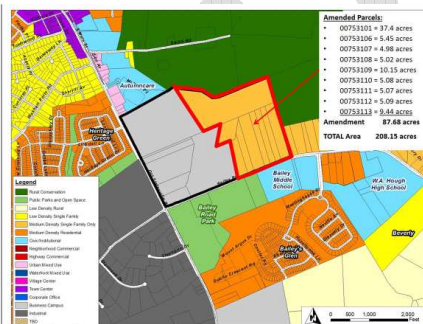 Amended Parcels:
• 00753101 = 37.4 acres
• 00753106 = 5.45 acres
• 00753107 = 4.98 acres
• 00753108 = 5.02 acres
• 00753109 = 10.15 acres
• 00753110 = 5.08 acres
• 00753111 = 5.07 acres
• 00753112 = 5.09 acres
• 00753113 = 9.44 acres
Amendment 87.68 acres
TOTAL Area 208.15 acres
Autumncare
Heritage
Green
Bailey
Middle
School
W.A. Hough
High School
Bailey
Road
Park
Bailey's
Glen
Beverly
Legend
Rural Conservation
Public Parks and Open Space
Low Density Rural
Low Density Single Family
Medium Density Single Family Only
Medium Density Residential
Civic/Institutional
Neighborhood Commercial
Highway Commercial
Urban Mixed Use
Waterfront Mixed Use
Village Center
Town Center
Corporate Office
Business Campus
Industrial
TBD
0 500 1,000 2,000
Feet